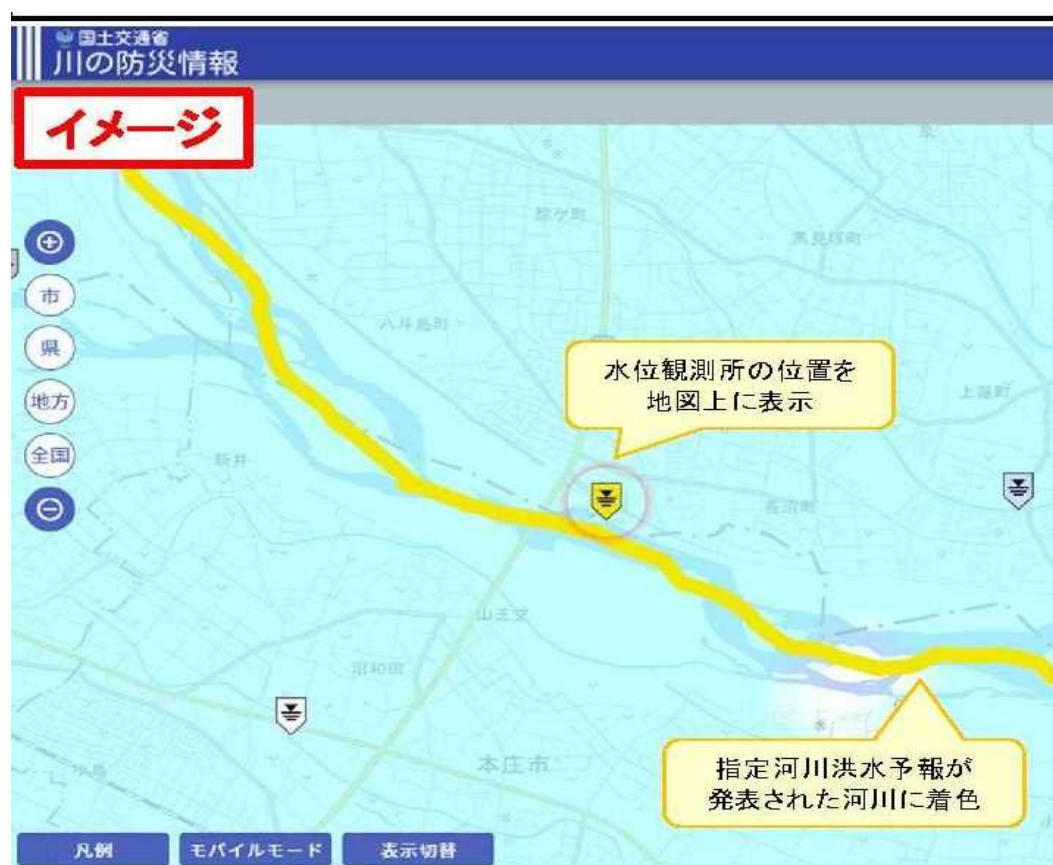 国土交通省
川の防災情報
イメージ
市
県
地方
全国
八斗島町
水位観測所の位置を
地図上に表示
新井
長沼町
山王堂
沼和田
本庄市
指定河川洪水予報が
発表された河川に着色
凡例
モバイルモード
表示切替